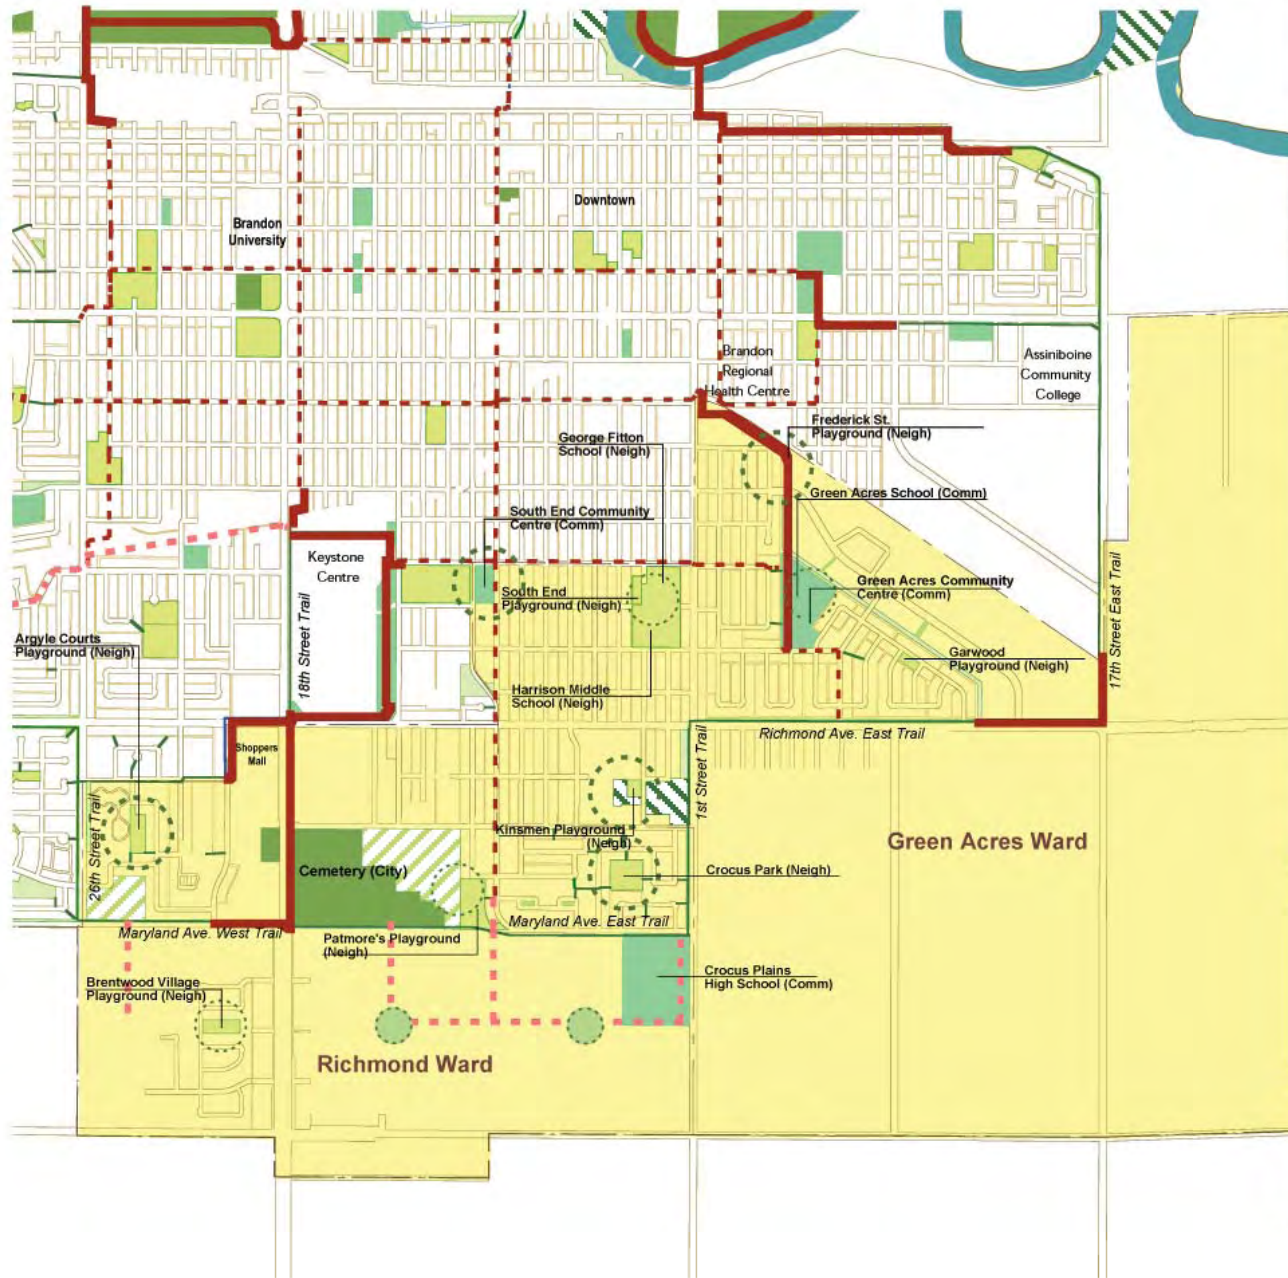 Downtown
Brandon
University
Brandon
Regional
Health Centre
Assiniboine
Community
College
Frederick St.
Playground (Neigh)
George Fitton
School (Neigh)
Green Acres School (Comm)
South End Community
Centre (Comm)
Keystone
Centre
Green Acres Community
Centre (Comm)
South End
Playground (Neigh)
18th Street Trail
17th Street East Trail
Argyle Courts
Playground (Neigh)
Garwood
Playground (Neigh)
Harrison Middle
School (Neigh)
Richmond Ave. East Trail
Shoppers
Mall
1st Street Trail
26th Street Trail
Kinsmen Playground
(Neigh)
Green Acres Ward
Cemetery (City)
Crocus Park (Neigh)
Maryland Ave. East Trail
Maryland Ave. West Trail
Patmore's Playground
(Neigh)
Crocus Plains
High School (Comm)
Brentwood Village
Playground (Neigh)
Richmond Ward